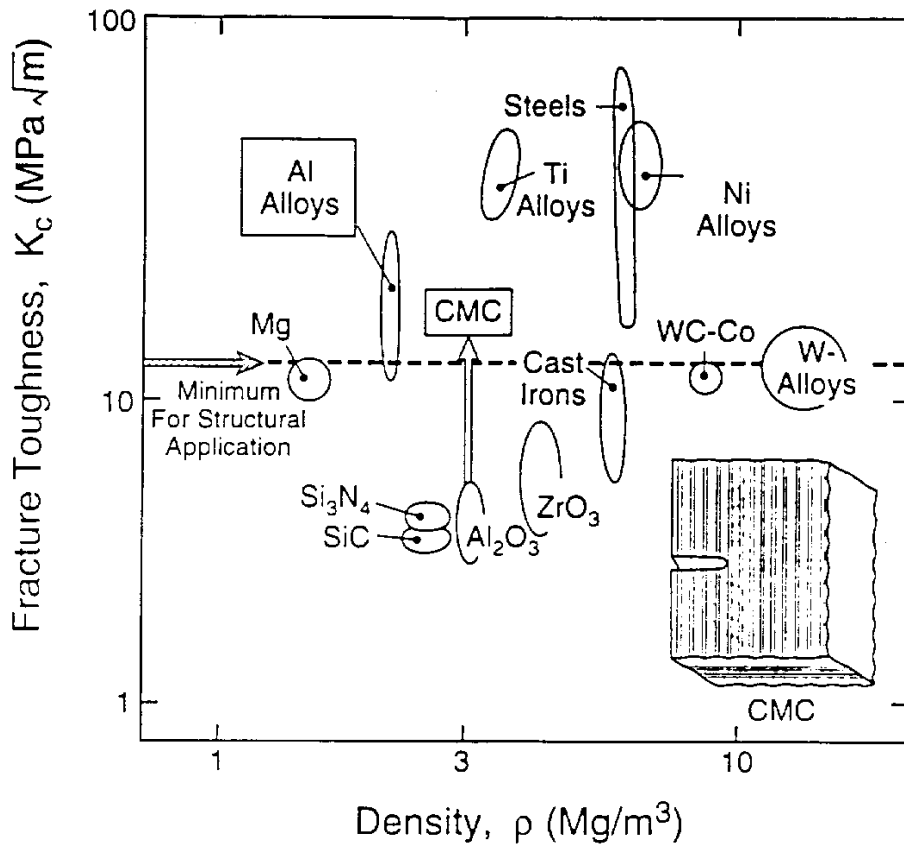 Fracture Toughness, K_c (MPa √m)
100
10
1
Steels
Al
Alloys
Ti
Alloys
Ni
Alloys
CMC
Mg
WC-Co
W-
Alloys
Cast
Irons
Minimum
For Structural
Application
Si₃N₄
SiC
Al₂O₃
ZrO₃
CMC
1
3
10
Density, ρ (Mg/m³)